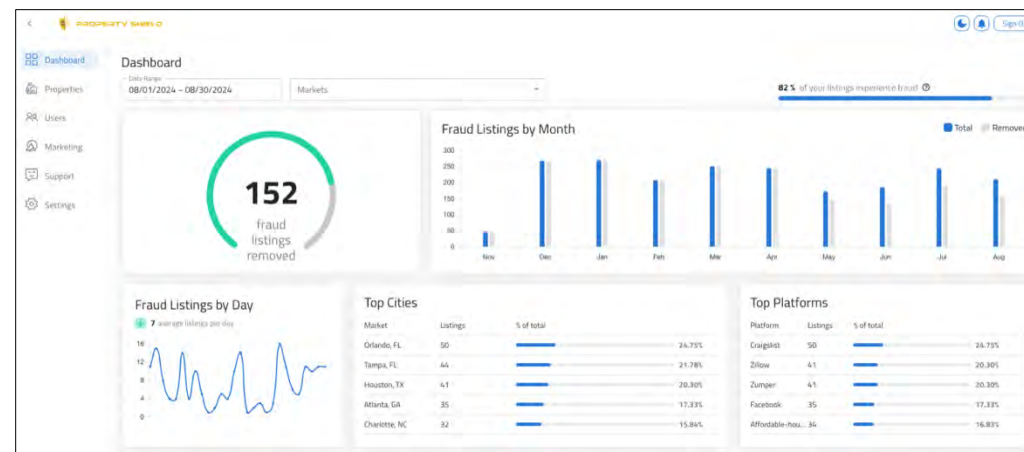 PROPERTY SHIELD
Sign O
Dashboard
Properties
Users
Marketing
Support
Settings
Dashboard
Date Range
08/01/2024 – 08/30/2024
Markets
82 % of your listings experience fraud
152
fraud
listings
removed
Fraud Listings by Month
Total Removed
300
250
200
150
100
50
0
Nov Dec Jan Feb Mar Apr May Jun Jul Aug
Fraud Listings by Day
7 average listings per day
16
12
8
4
0
Top Cities
Market Listings % of total
Orlando, FL 50 24.75%
Tampa, FL 44 21.78%
Houston, TX 41 20.30%
Atlanta, GA 35 17.33%
Charlotte, NC 32 15.84%
Top Platforms
Platform Listings % of total
Craigslist 50 24.75%
Zillow 41 20.30%
Zumper 41 20.30%
Facebook 35 17.33%
Affordable-hou... 34 16.83%